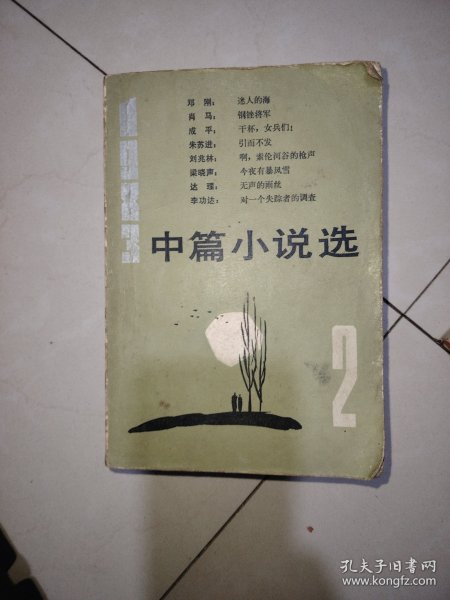 邓刚：迷人的海
肖马：钢锉将军
成平：干杯，女兵们！
朱苏进：引而不发
刘兆林：啊，索伦河谷的枪声
梁晓声：今夜有暴风雪
达理：无声的雨丝
李功达：对一个失踪者的调查
中篇小说选
2
孔夫子旧书网
www.kongfz.com